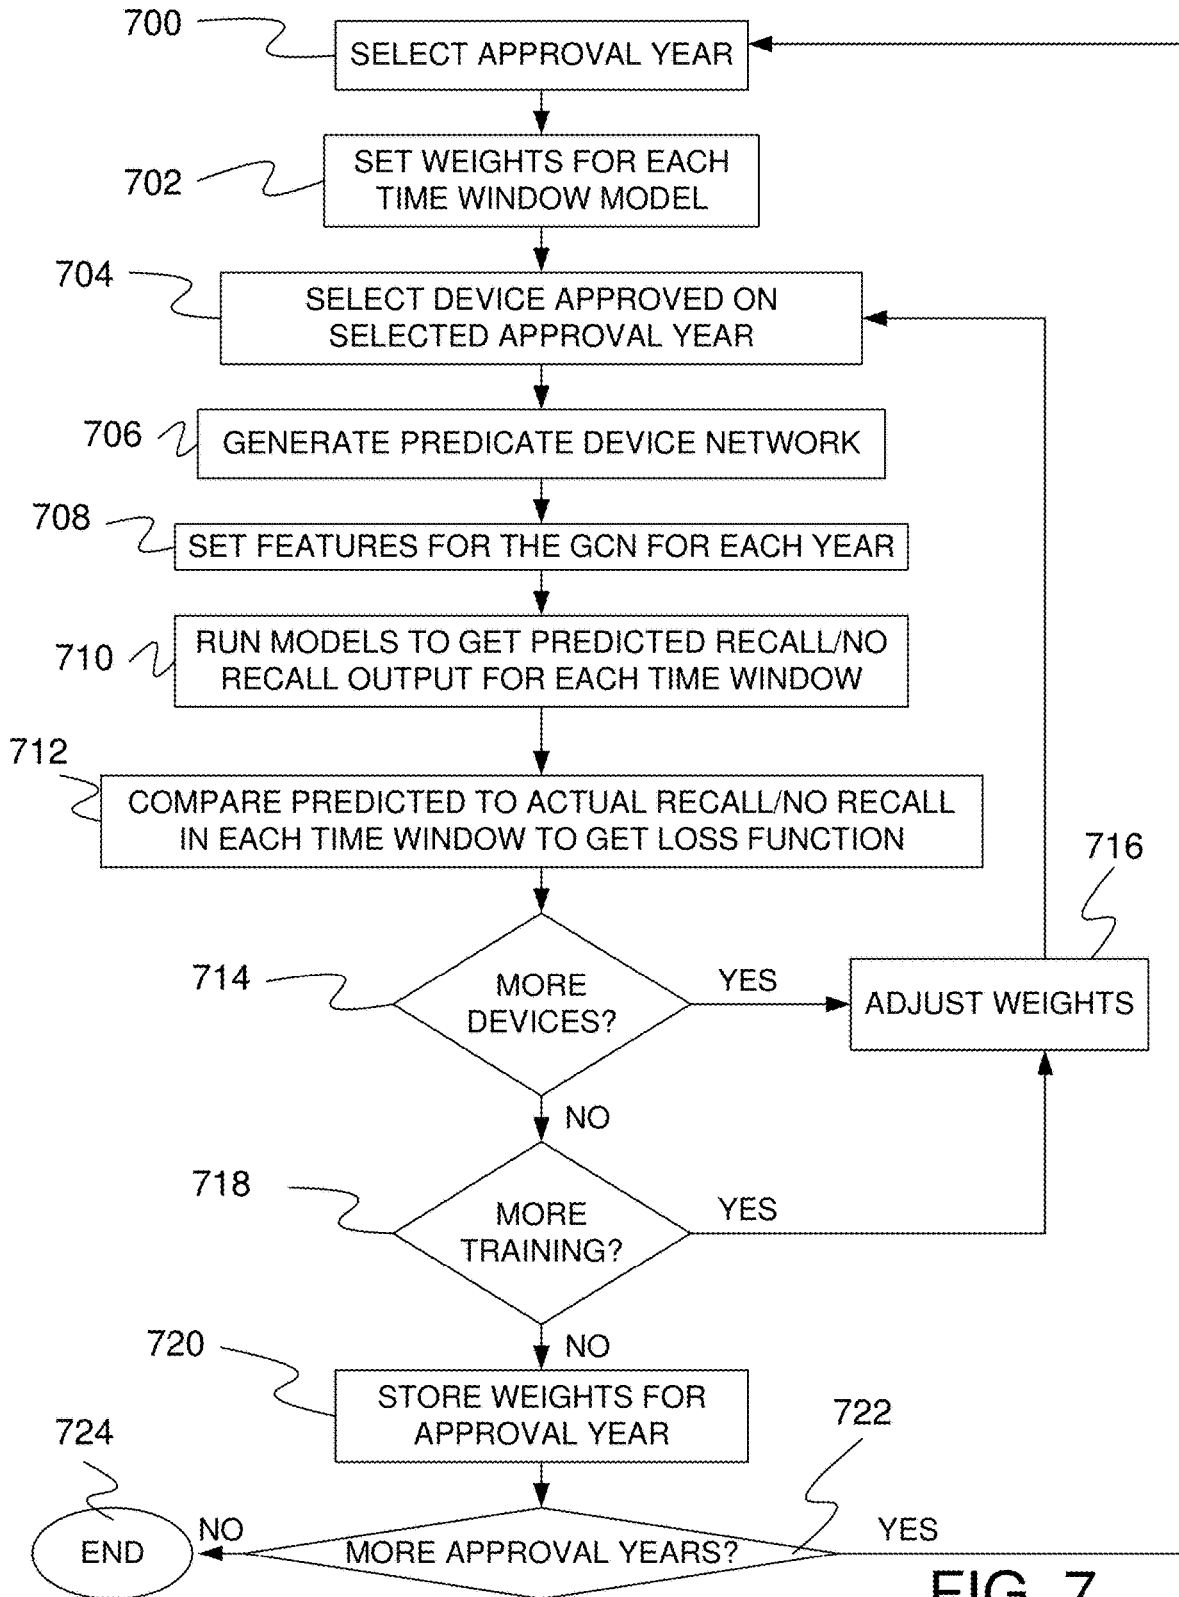 700
SELECT APPROVAL YEAR
702
SET WEIGHTS FOR EACH
TIME WINDOW MODEL
704
SELECT DEVICE APPROVED ON
SELECTED APPROVAL YEAR
706
GENERATE PREDICATE DEVICE NETWORK
708
SET FEATURES FOR THE GCN FOR EACH YEAR
710
RUN MODELS TO GET PREDICTED RECALL/NO
RECALL OUTPUT FOR EACH TIME WINDOW
712
COMPARE PREDICTED TO ACTUAL RECALL/NO RECALL
IN EACH TIME WINDOW TO GET LOSS FUNCTION
714
MORE
DEVICES?
YES
716
ADJUST WEIGHTS
NO
718
MORE
TRAINING?
YES
NO
720
STORE WEIGHTS FOR
APPROVAL YEAR
722
MORE APPROVAL YEARS?
YES
NO
724
END
FIG. 7